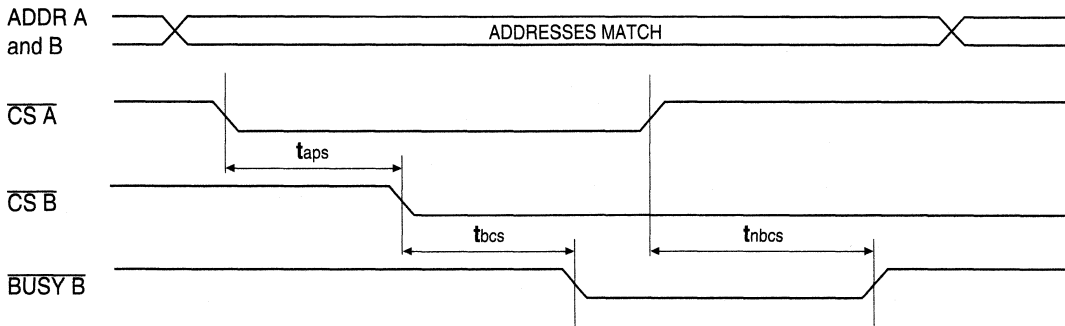 ADDR A
and B
ADDRESSES MATCH
CS A
taps
CS B
tbcs
tnbcs
BUSY B